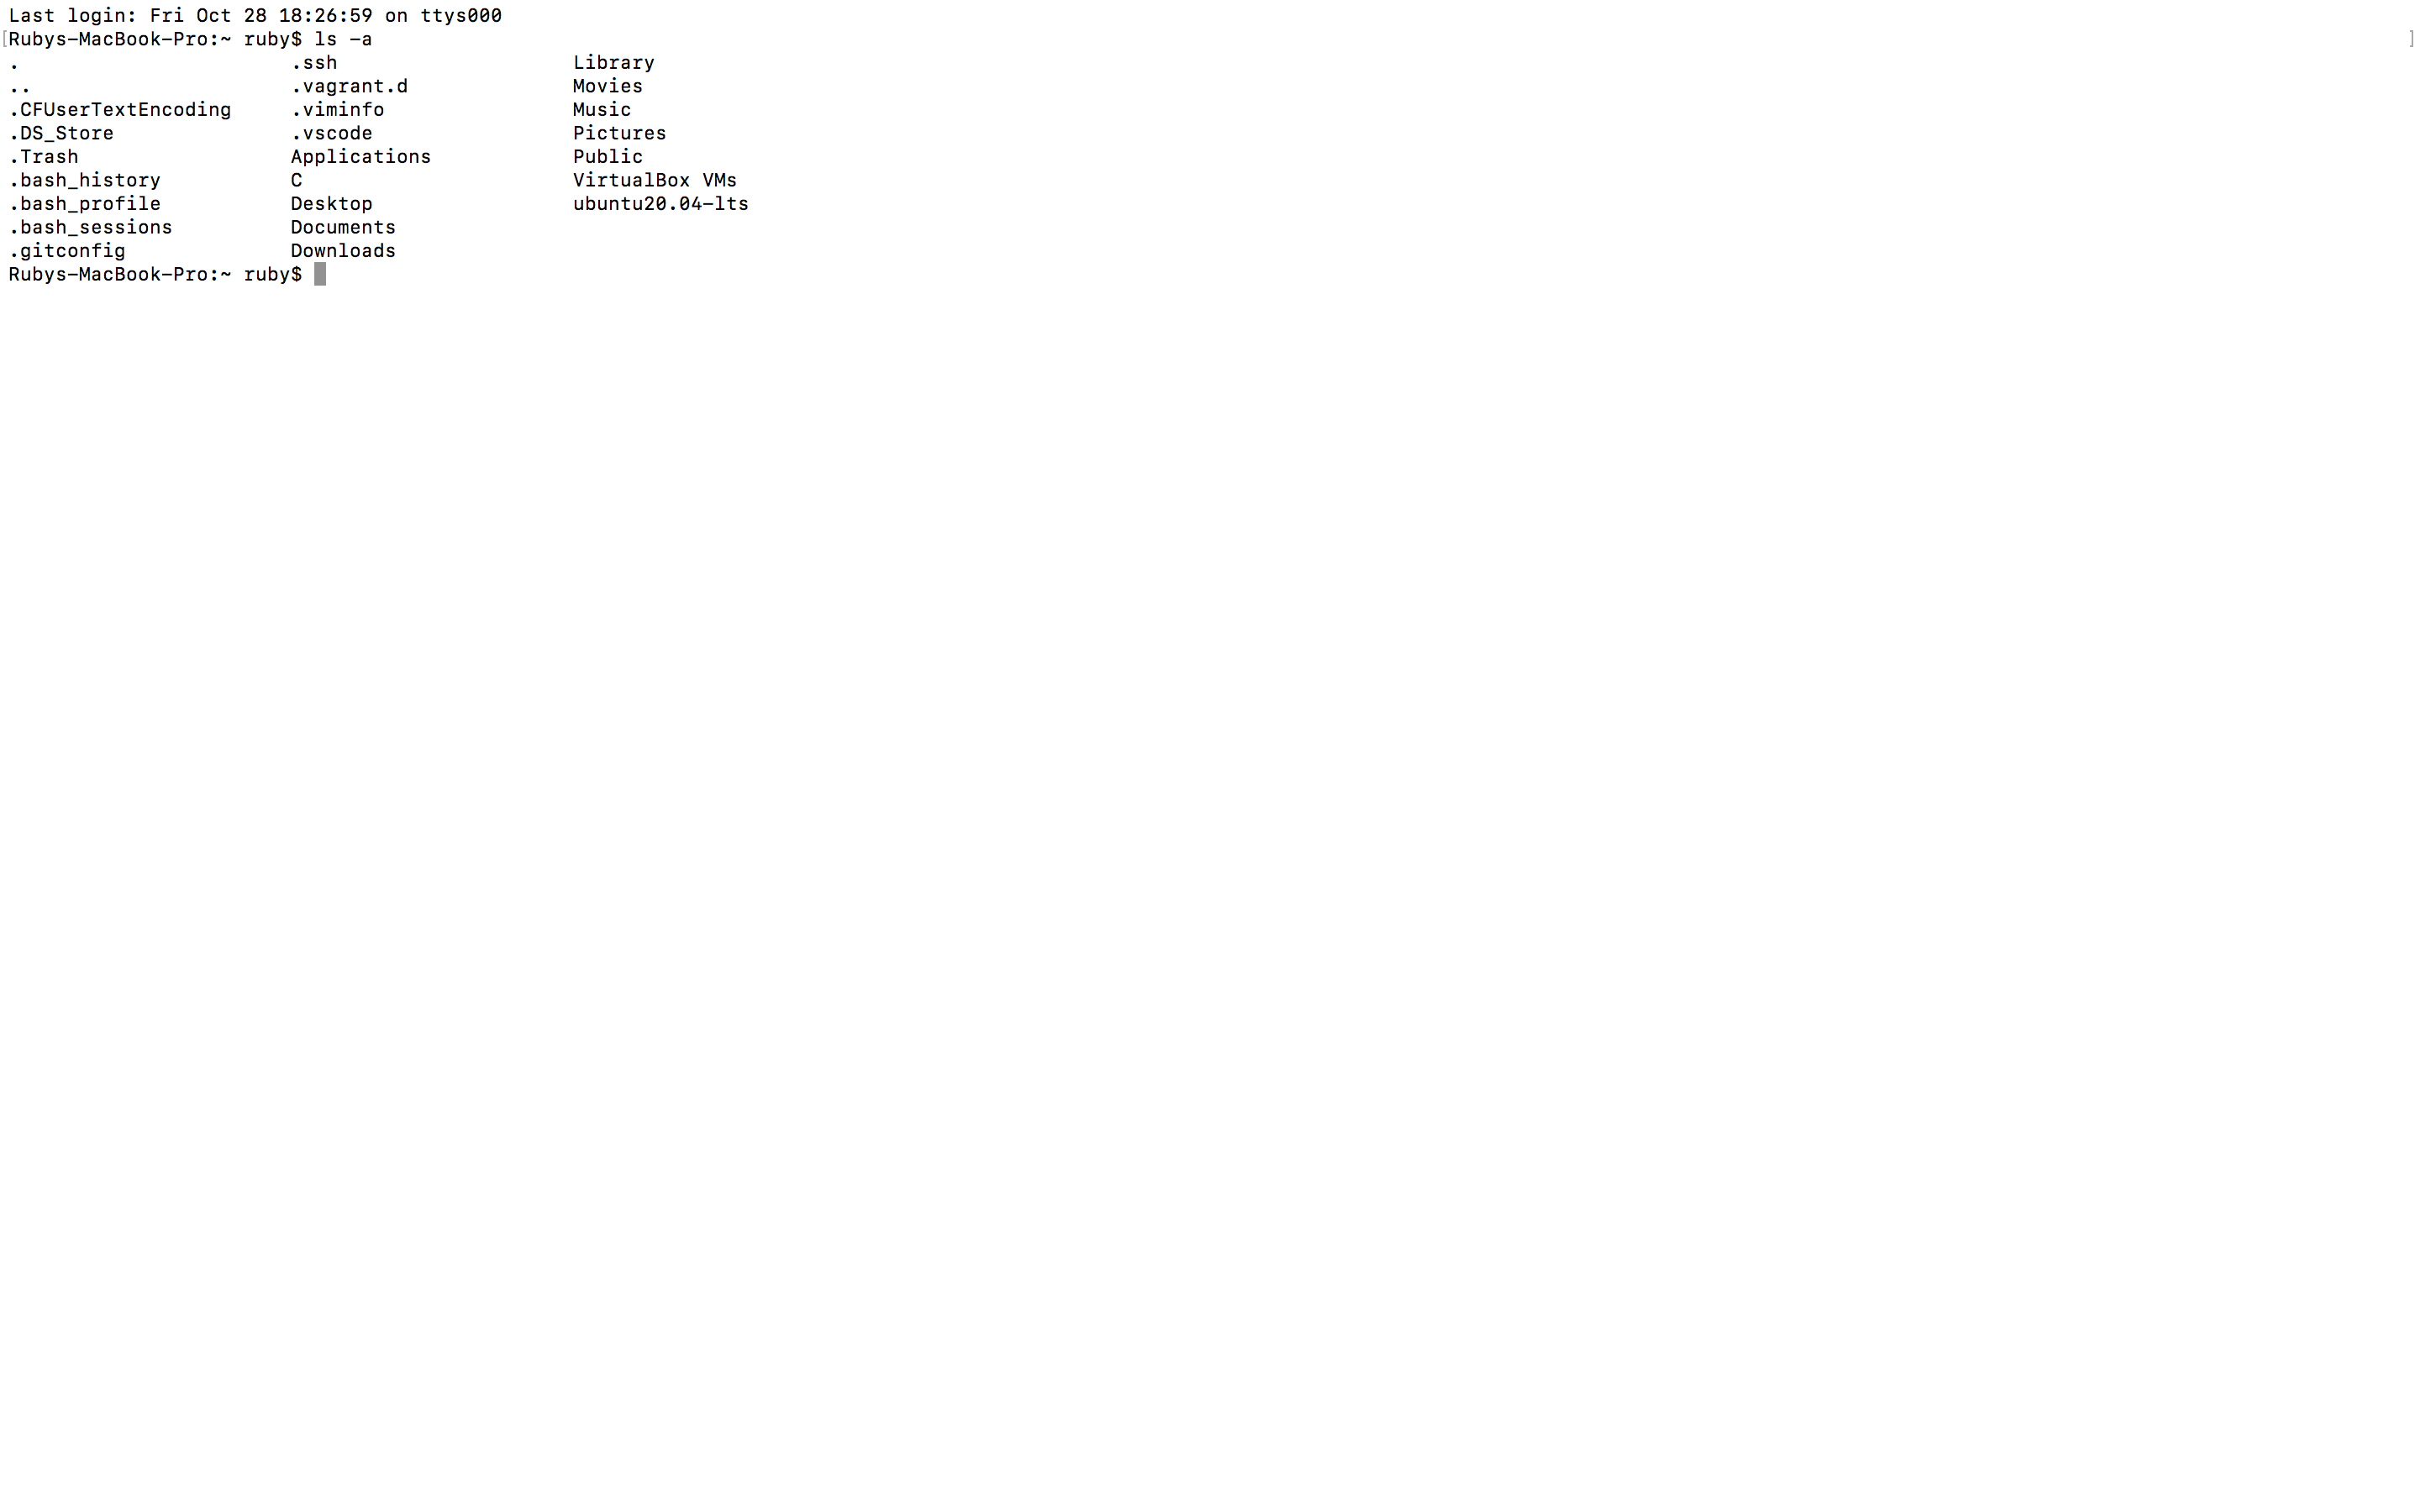 Last login: Fri Oct 28 18:26:59 on ttys000
[Rubys-MacBook-Pro:~ ruby$ ls -a ]
. .ssh Library
.. .vagrant.d Movies
.CFUserTextEncoding .viminfo Music
.DS_Store .vscode Pictures
.Trash Applications Public
.bash_history C VirtualBox VMs
.bash_profile Desktop ubuntu20.04-lts
.bash_sessions Documents
.gitconfig Downloads
Rubys-MacBook-Pro:~ ruby$